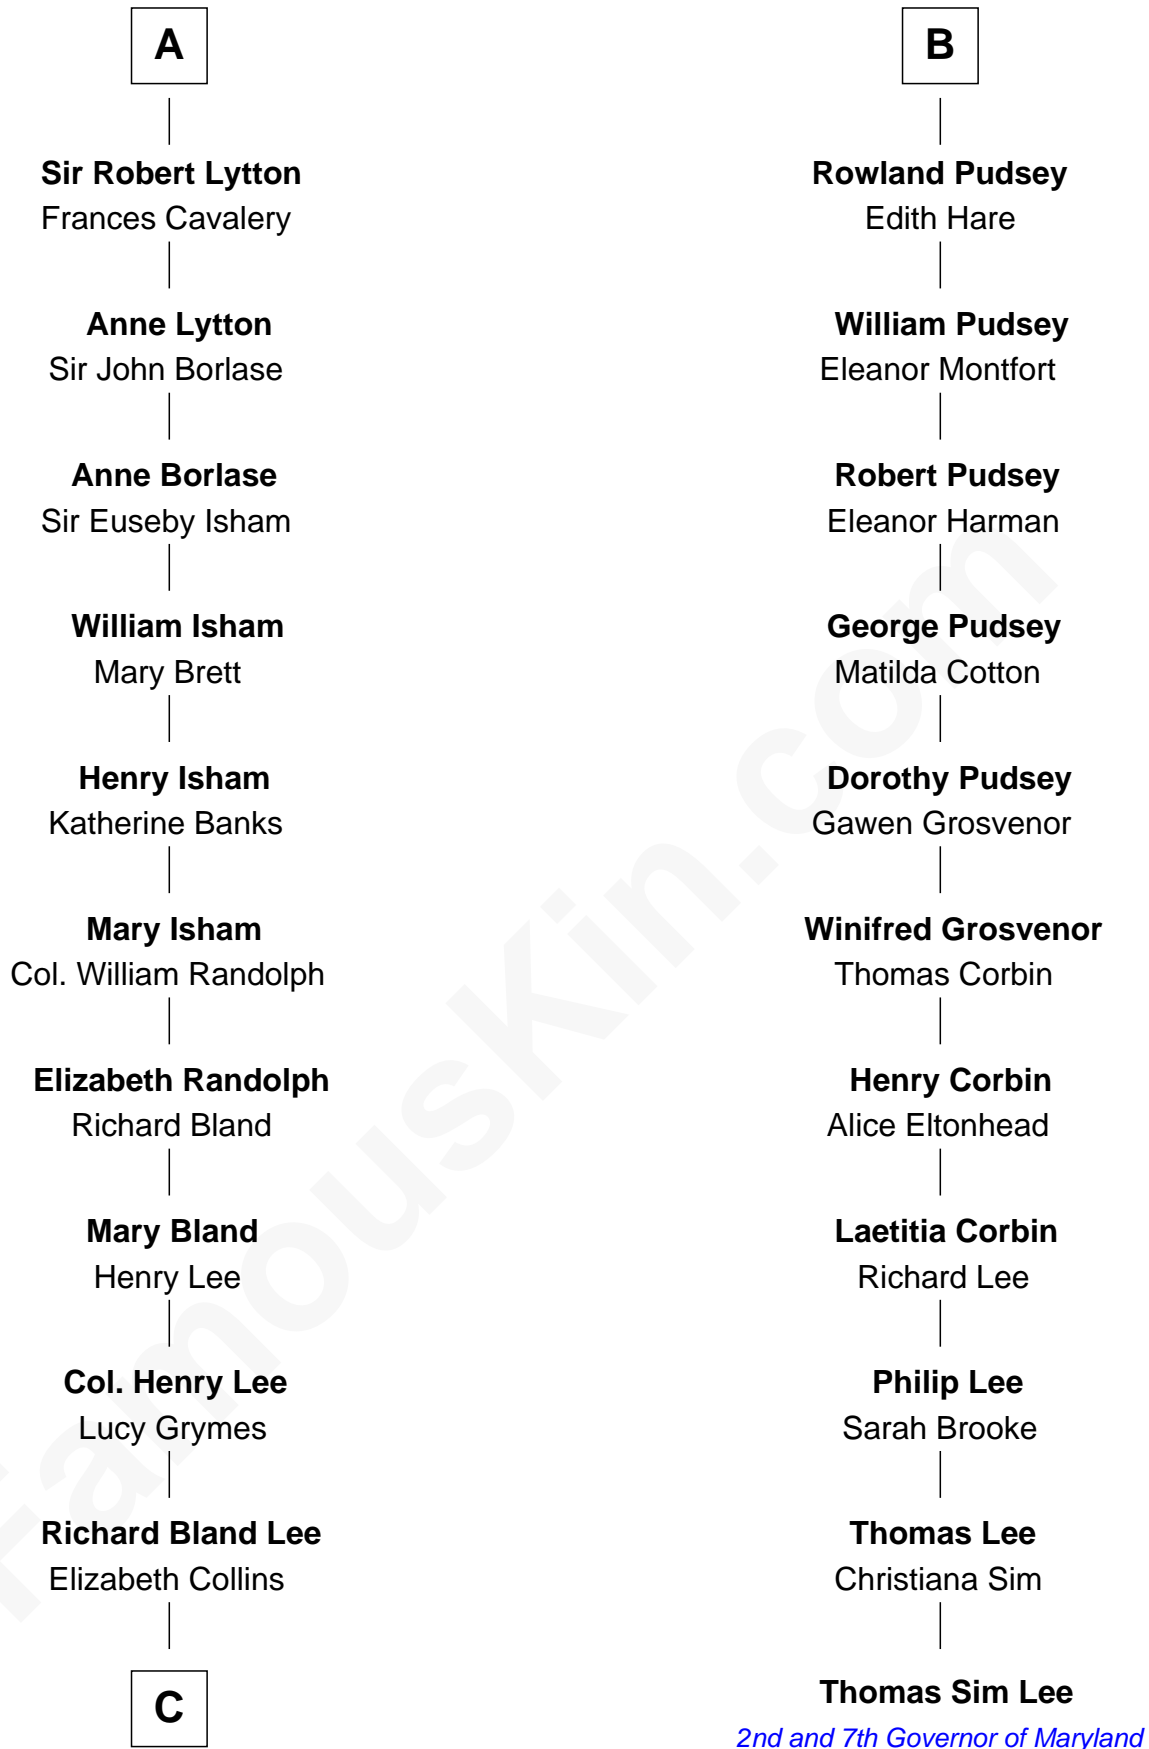 A
Sir Robert Lytton
Frances Cavalery
Anne Lytton
Sir John Borlase
Anne Borlase
Sir Euseby Isham
William Isham
Mary Brett
Henry Isham
Katherine Banks
Mary Isham
Col. William Randolph
Elizabeth Randolph
Richard Bland
Mary Bland
Henry Lee
Col. Henry Lee
Lucy Grymes
Richard Bland Lee
Elizabeth Collins
C
B
Rowland Pudsey
Edith Hare
William Pudsey
Eleanor Montfort
Robert Pudsey
Eleanor Harman
George Pudsey
Matilda Cotton
Dorothy Pudsey
Gawen Grosvenor
Winifred Grosvenor
Thomas Corbin
Henry Corbin
Alice Eltonhead
Laetitia Corbin
Richard Lee
Philip Lee
Sarah Brooke
Thomas Lee
Christiana Sim
Thomas Sim Lee
2nd and 7th Governor of Maryland
FamousKin.com